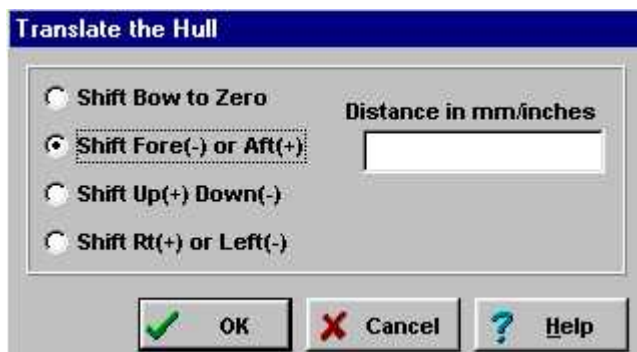 Translate the Hull
Shift Bow to Zero
Distance in mm/inches
Shift Fore(-) or Aft(+)
Shift Up(+) Down(-)
Shift Rt(+) or Left(-)
OK
Cancel
Help